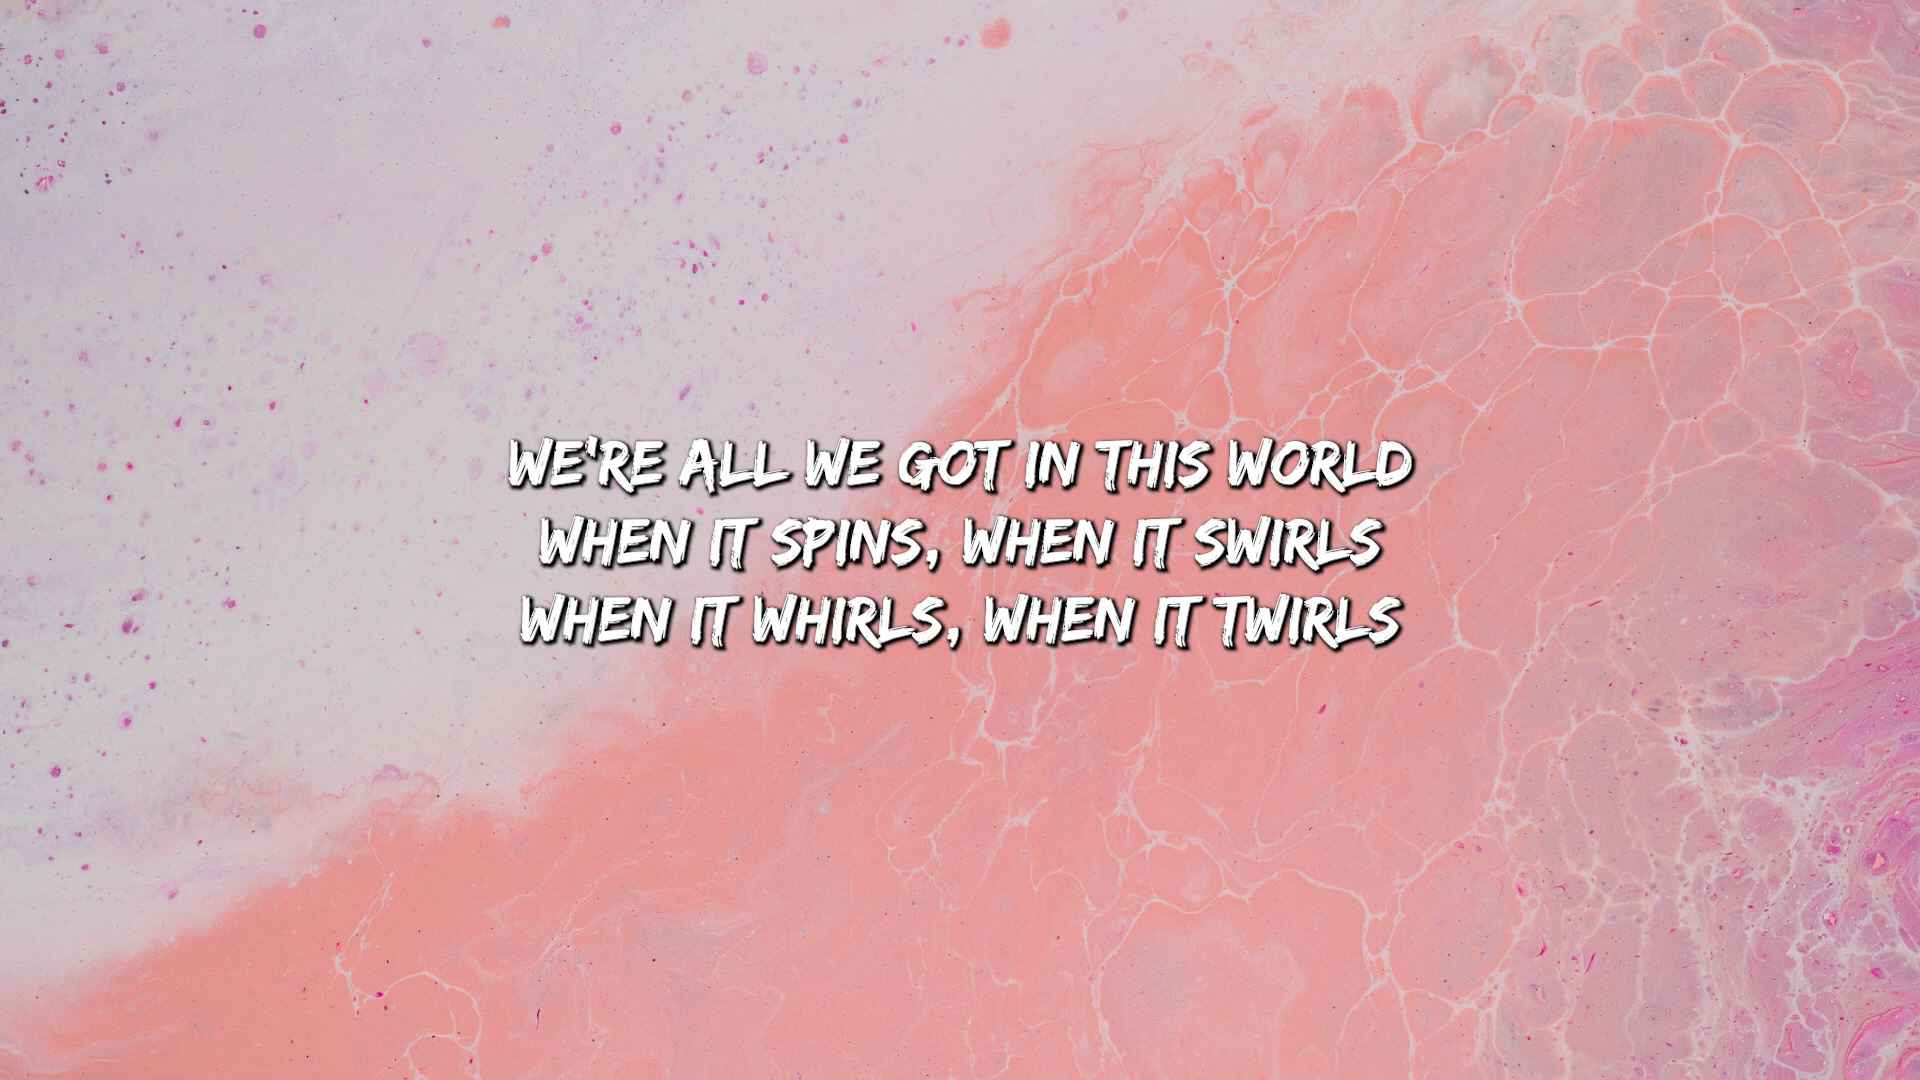 WE'RE ALL WE GOT IN THIS WORLD
WHEN IT SPINS, WHEN IT SWIRLS
WHEN IT WHIRLS, WHEN IT TWIRLS